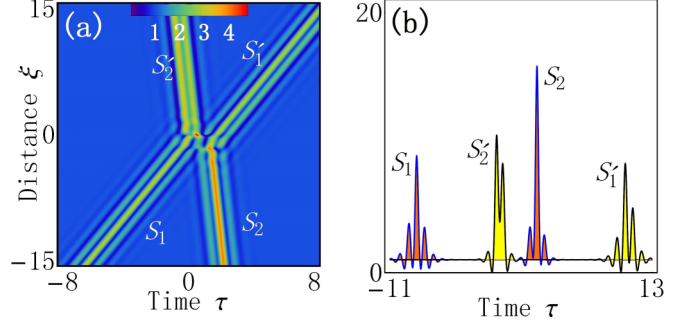 15
(a)
1 2 3 4
S′2
S′1
Distance ξ
0
S1
S2
-15
-8
0
8
Time τ
20
(b)
S2
S1
S′2
S′1
0
-11
13
Time τ